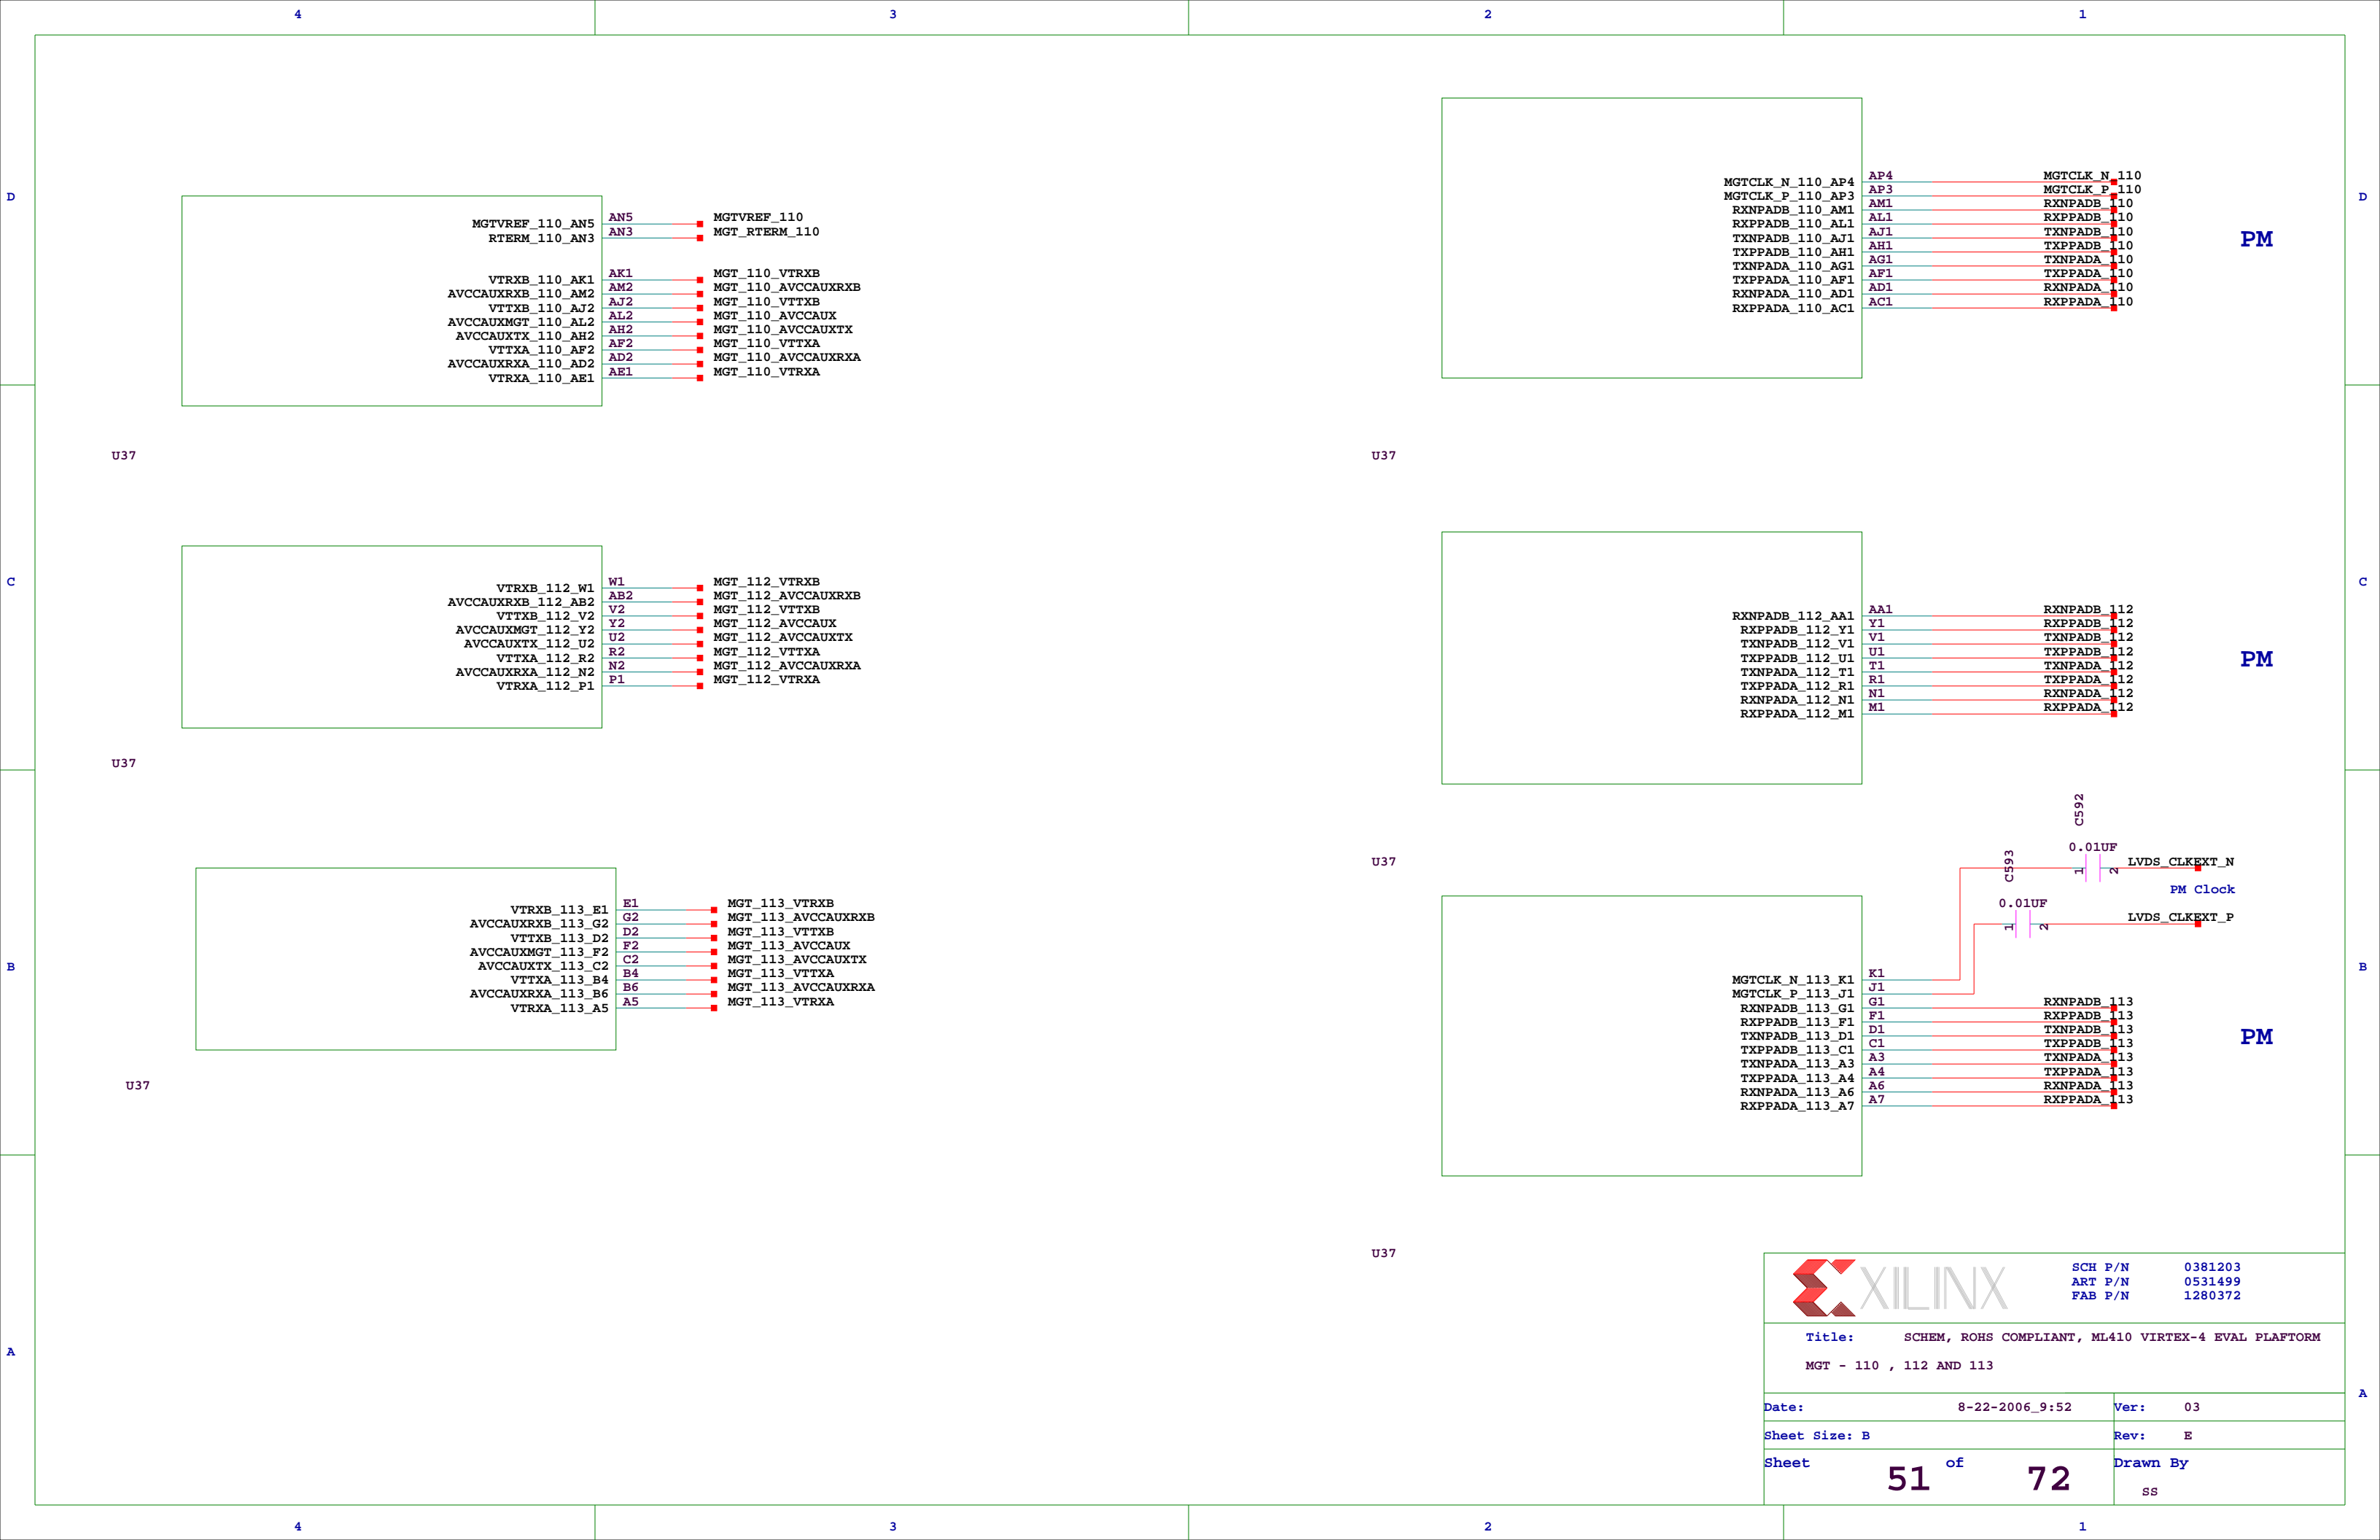 4 3 2 1
D D
MGTVREF_110_AN5 AN5 MGTVREF_110
RTERM_110_AN3 AN3 MGT_RTERM_110
VTRXB_110_AK1 AK1 MGT_110_VTRXB
AVCCAUXRXB_110_AM2 AM2 MGT_110_AVCCAUXRXB
VTTXB_110_AJ2 AJ2 MGT_110_VTTXB
AVCCAUXMGT_110_AL2 AL2 MGT_110_AVCCAUX
AVCCAUXTX_110_AH2 AH2 MGT_110_AVCCAUXTX
VTTXA_110_AF2 AF2 MGT_110_VTTXA
AVCCAUXRXA_110_AD2 AD2 MGT_110_AVCCAUXRXA
VTRXA_110_AE1 AE1 MGT_110_VTRXA
U37
MGTCLK_N_110_AP4 AP4 MGTCLK_N_110
MGTCLK_P_110_AP3 AP3 MGTCLK_P_110
RXNPADB_110_AM1 AM1 RXNPADB_110
RXPPADB_110_AL1 AL1 RXPPADB_110
TXNPADB_110_AJ1 AJ1 TXNPADB_110
TXPPADB_110_AH1 AH1 TXPPADB_110
TXNPADA_110_AG1 AG1 TXNPADA_110
TXPPADA_110_AF1 AF1 TXPPADA_110
RXNPADA_110_AD1 AD1 RXNPADA_110
RXPPADA_110_AC1 AC1 RXPPADA_110
PM
U37
C C
VTRXB_112_W1 W1 MGT_112_VTRXB
AVCCAUXRXB_112_AB2 AB2 MGT_112_AVCCAUXRXB
VTTXB_112_V2 V2 MGT_112_VTTXB
AVCCAUXMGT_112_Y2 Y2 MGT_112_AVCCAUX
AVCCAUXTX_112_U2 U2 MGT_112_AVCCAUXTX
VTTXA_112_R2 R2 MGT_112_VTTXA
AVCCAUXRXA_112_N2 N2 MGT_112_AVCCAUXRXA
VTRXA_112_P1 P1 MGT_112_VTRXA
U37
RXNPADB_112_AA1 AA1 RXNPADB_112
RXPPADB_112_Y1 Y1 RXPPADB_112
TXNPADB_112_V1 V1 TXNPADB_112
TXPPADB_112_U1 U1 TXPPADB_112
TXNPADA_112_T1 T1 TXNPADA_112
TXPPADA_112_R1 R1 TXPPADA_112
RXNPADA_112_N1 N1 RXNPADA_112
RXPPADA_112_M1 M1 RXPPADA_112
PM
U37
B B
VTRXB_113_E1 E1 MGT_113_VTRXB
AVCCAUXRXB_113_G2 G2 MGT_113_AVCCAUXRXB
VTTXB_113_D2 D2 MGT_113_VTTXB
AVCCAUXMGT_113_F2 F2 MGT_113_AVCCAUX
AVCCAUXTX_113_C2 C2 MGT_113_AVCCAUXTX
VTTXA_113_B4 B4 MGT_113_VTTXA
AVCCAUXRXA_113_B6 B6 MGT_113_AVCCAUXRXA
VTRXA_113_A5 A5 MGT_113_VTRXA
U37
C592
0.01UF
1 2 LVDS_CLKEXT_N
PM Clock
C593
0.01UF
1 2 LVDS_CLKEXT_P
MGTCLK_N_113_K1 K1
MGTCLK_P_113_J1 J1
RXNPADB_113_G1 G1 RXNPADB_113
RXPPADB_113_F1 F1 RXPPADB_113
TXNPADB_113_D1 D1 TXNPADB_113
TXPPADB_113_C1 C1 TXPPADB_113
TXNPADA_113_A3 A3 TXNPADA_113
TXPPADA_113_A4 A4 TXPPADA_113
RXNPADA_113_A6 A6 RXNPADA_113
RXPPADA_113_A7 A7 RXPPADA_113
PM
U37
A A
XILINX
SCH P/N 0381203
ART P/N 0531499
FAB P/N 1280372
Title: SCHEM, ROHS COMPLIANT, ML410 VIRTEX-4 EVAL PLAFTORM
MGT - 110 , 112 AND 113
Date: 8-22-2006_9:52 Ver: 03
Sheet Size: B Rev: E
Sheet 51 of 72 Drawn By
SS
4 3 2 1